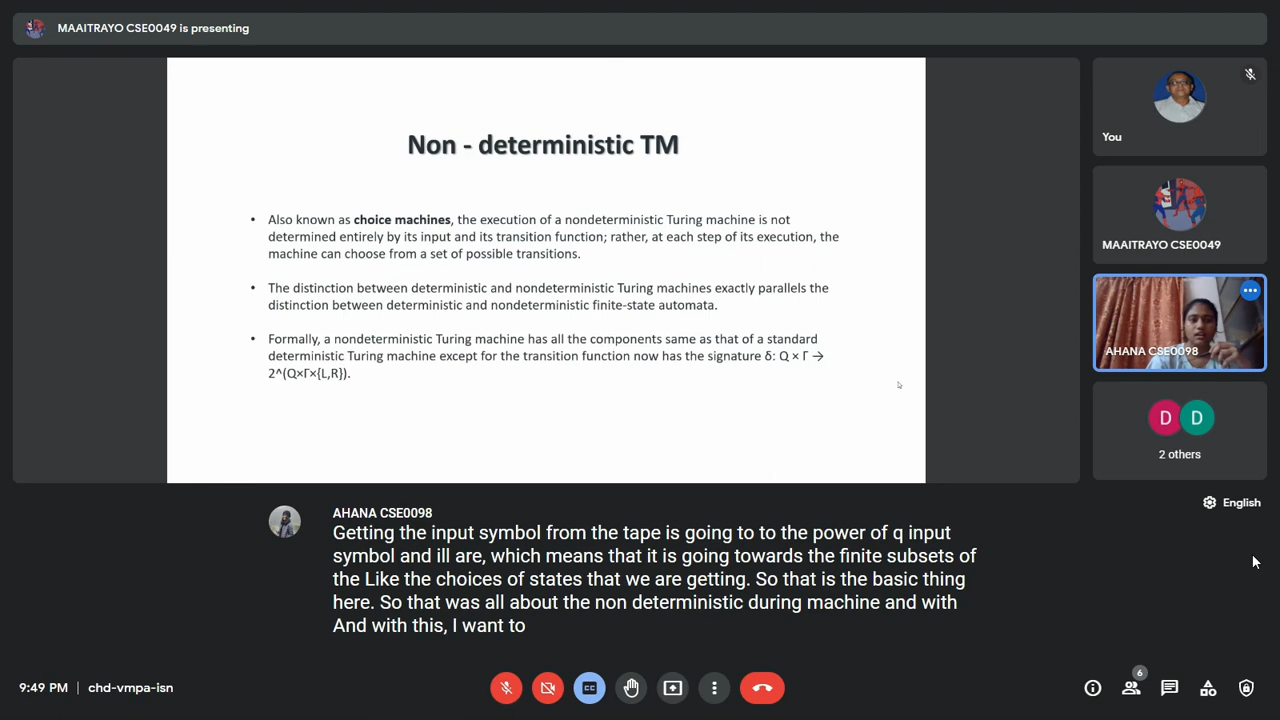 MAAITRAYO CSE0049 is presenting
Non - deterministic TM
• Also known as choice machines, the execution of a nondeterministic Turing machine is not
determined entirely by its input and its transition function; rather, at each step of its execution, the
machine can choose from a set of possible transitions.
• The distinction between deterministic and nondeterministic Turing machines exactly parallels the
distinction between deterministic and nondeterministic finite-state automata.
• Formally, a nondeterministic Turing machine has all the components same as that of a standard
deterministic Turing machine except for the transition function now has the signature δ: Q × Γ →
2^(Q×Γ×{L,R}).
You
MAAITRAYO CSE0049
AHANA CSE0098
D D
2 others
English
AHANA CSE0098
Getting the input symbol from the tape is going to to the power of q input
symbol and ill are, which means that it is going towards the finite subsets of
the Like the choices of states that we are getting. So that is the basic thing
here. So that was all about the non deterministic during machine and with
And with this, I want to
9:49 PM | chd-vmpa-isn
CC
6